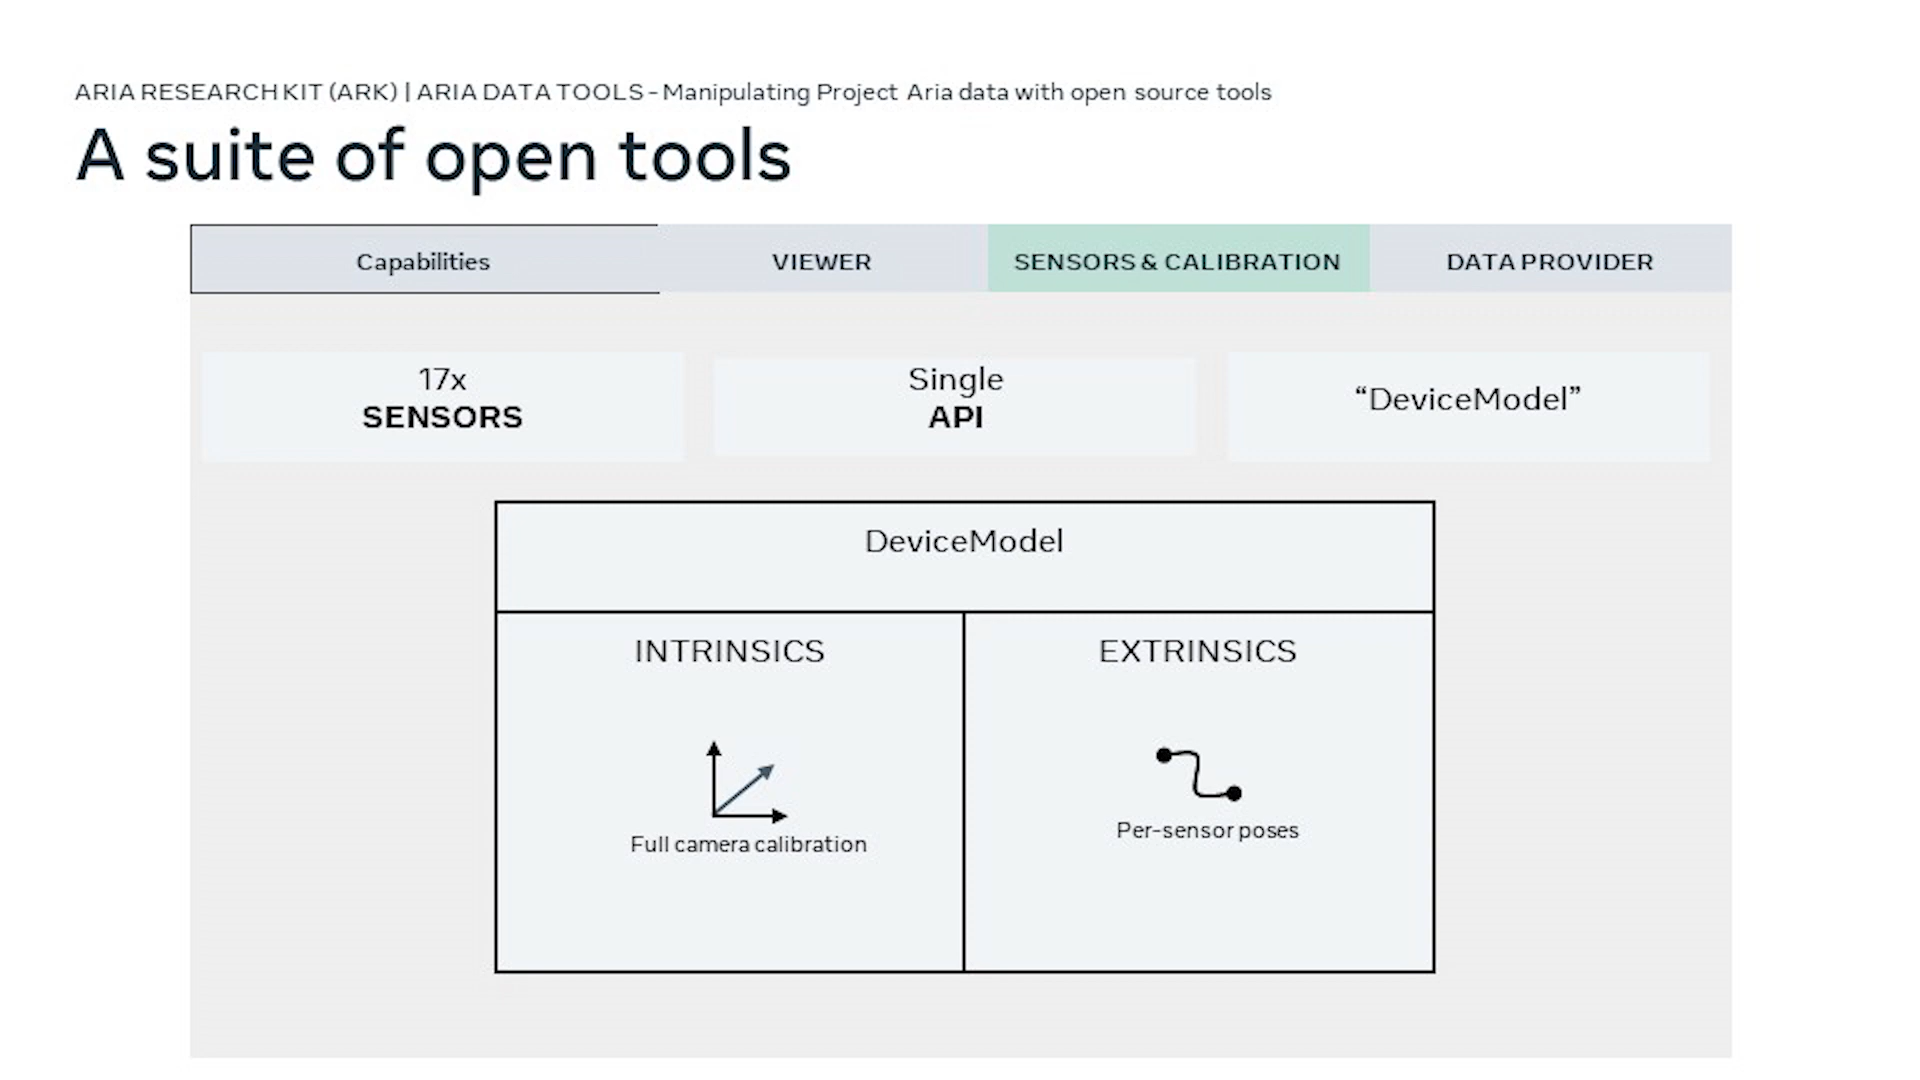 ARIA RESEARCH KIT (ARK) | ARIA DATA TOOLS - Manipulating Project Aria data with open source tools
A suite of open tools
Capabilities
VIEWER
SENSORS & CALIBRATION
DATA PROVIDER
17x
SENSORS
Single
API
“DeviceModel”
DeviceModel
INTRINSICS
EXTRINSICS
Full camera calibration
Per-sensor poses